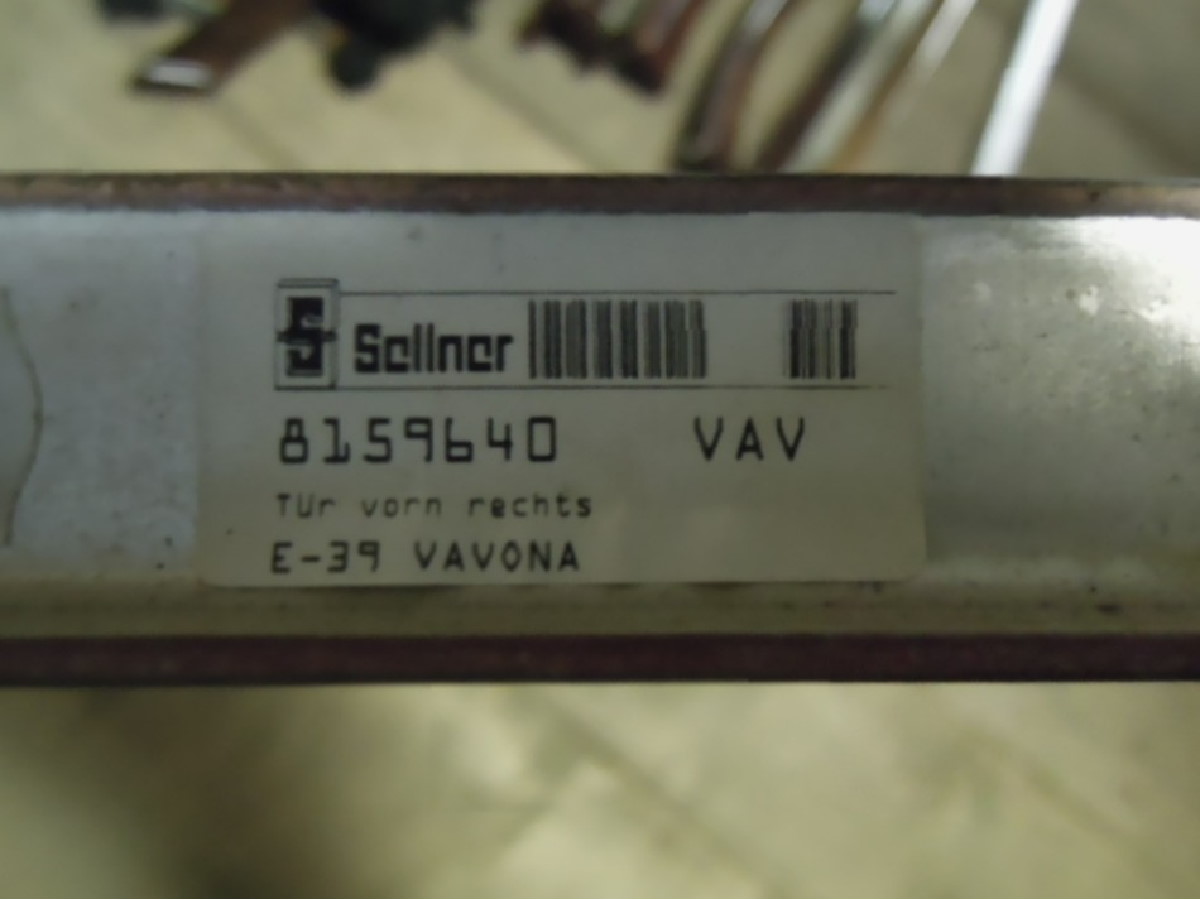 S Sellner
8159640 VAV
TÜr vorn rechts
E-39 VAVONA